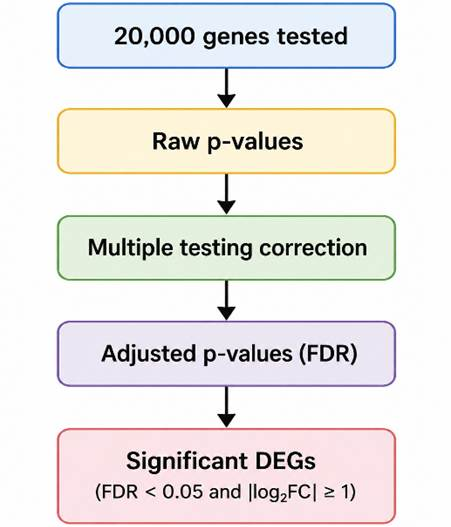 20,000 genes tested
Raw p-values
Multiple testing correction
Adjusted p-values (FDR)
Significant DEGs
(FDR < 0.05 and |log₂FC| ≥ 1)